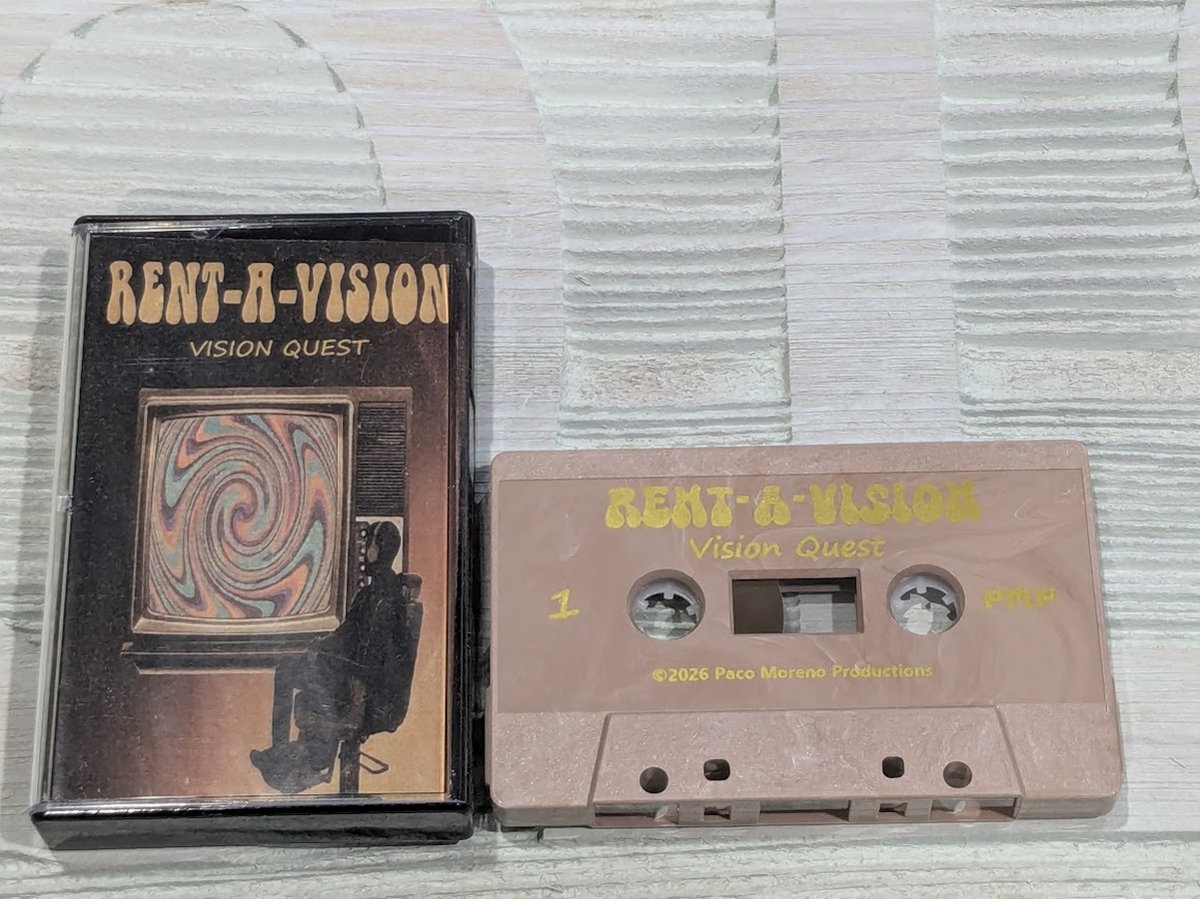 RENT-A-VISION
VISION QUEST
RENT-A-VISION
Vision Quest
1
PMP
©2026 Paco Moreno Productions